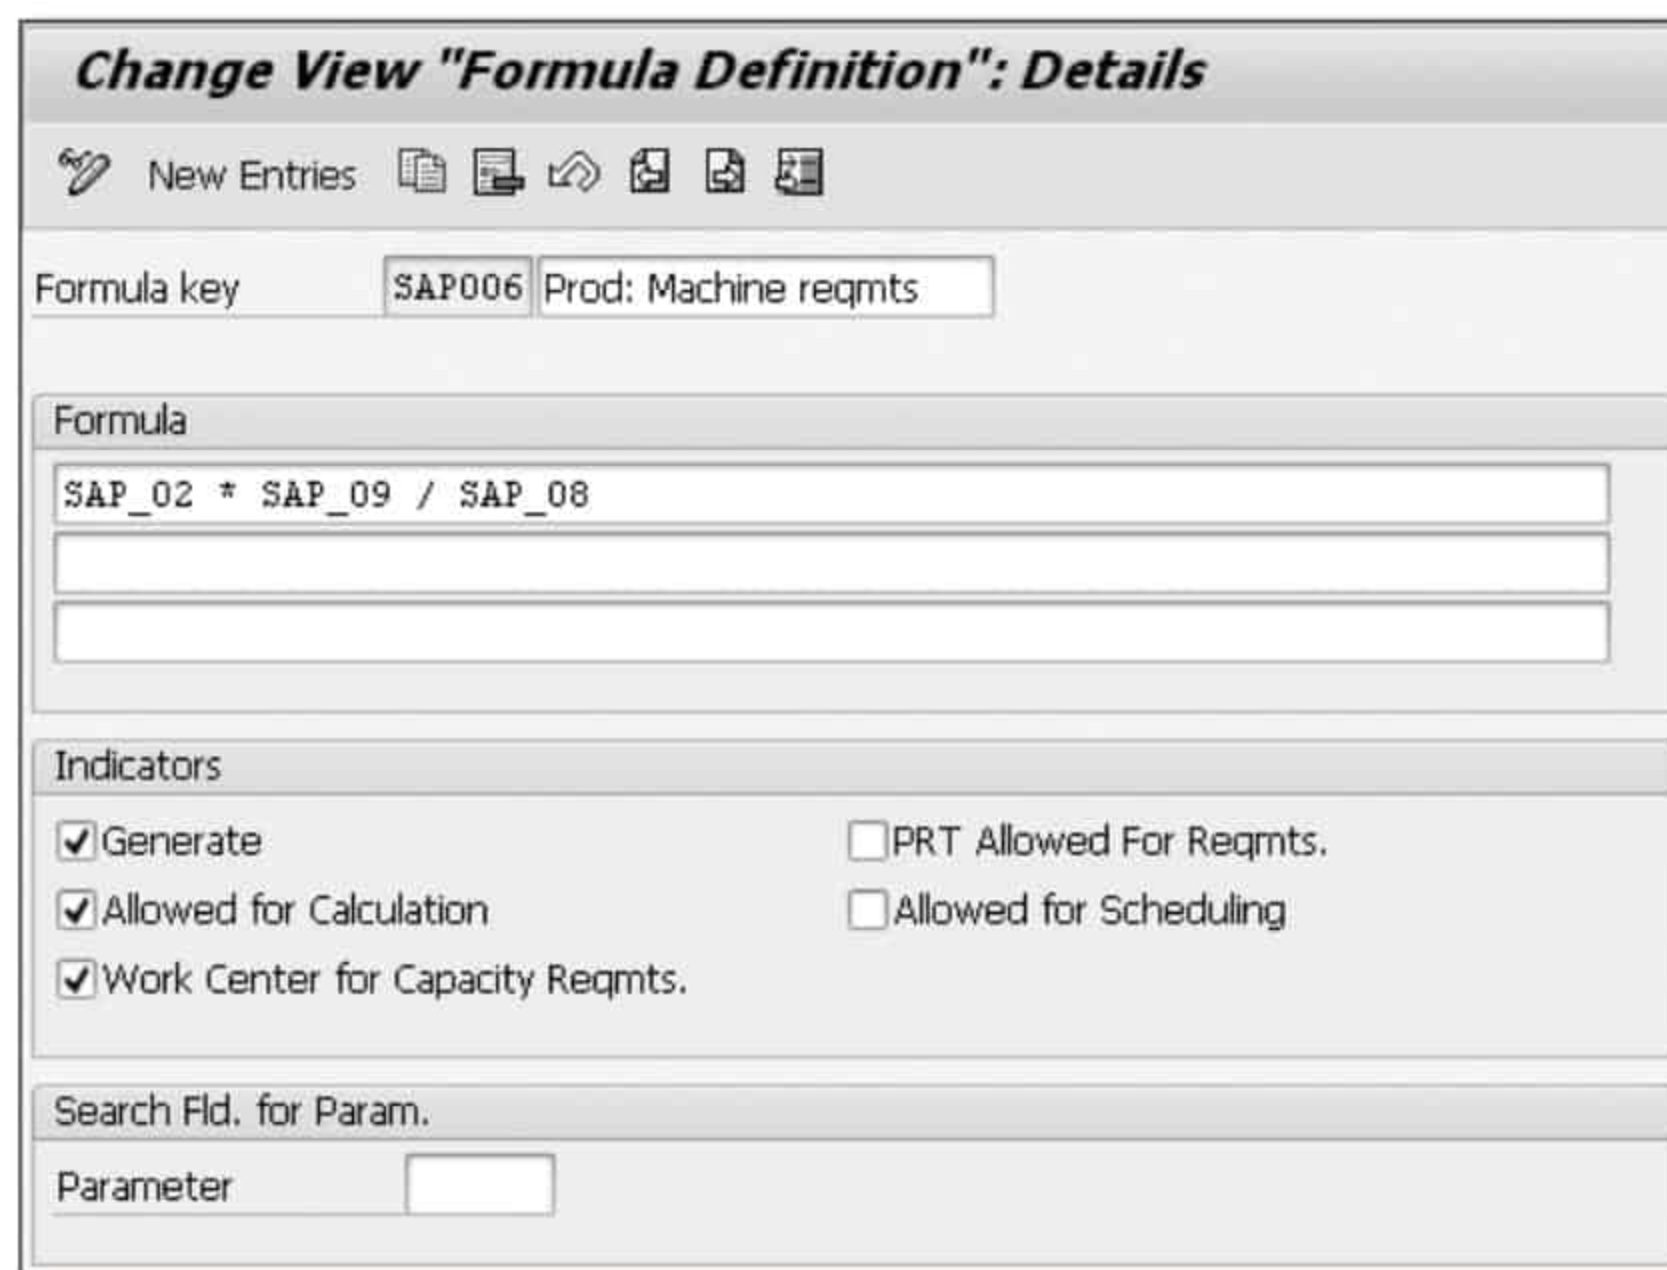 Change View "Formula Definition": Details
New Entries
Formula key SAP006 Prod: Machine reqmts
Formula
SAP_02 * SAP_09 / SAP_08
Indicators
Generate PRT Allowed For Reqmts.
Allowed for Calculation Allowed for Scheduling
Work Center for Capacity Reqmts.
Search Fld. for Param.
Parameter